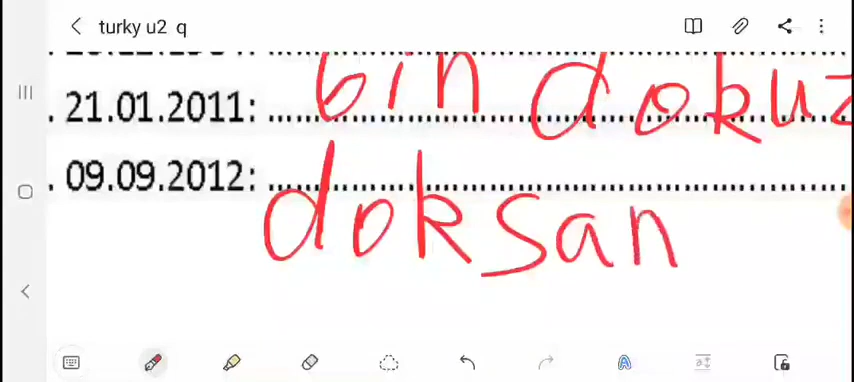 turky u2 q
bin dokuz
. 21.01.2011:
. 09.09.2012:
doksan